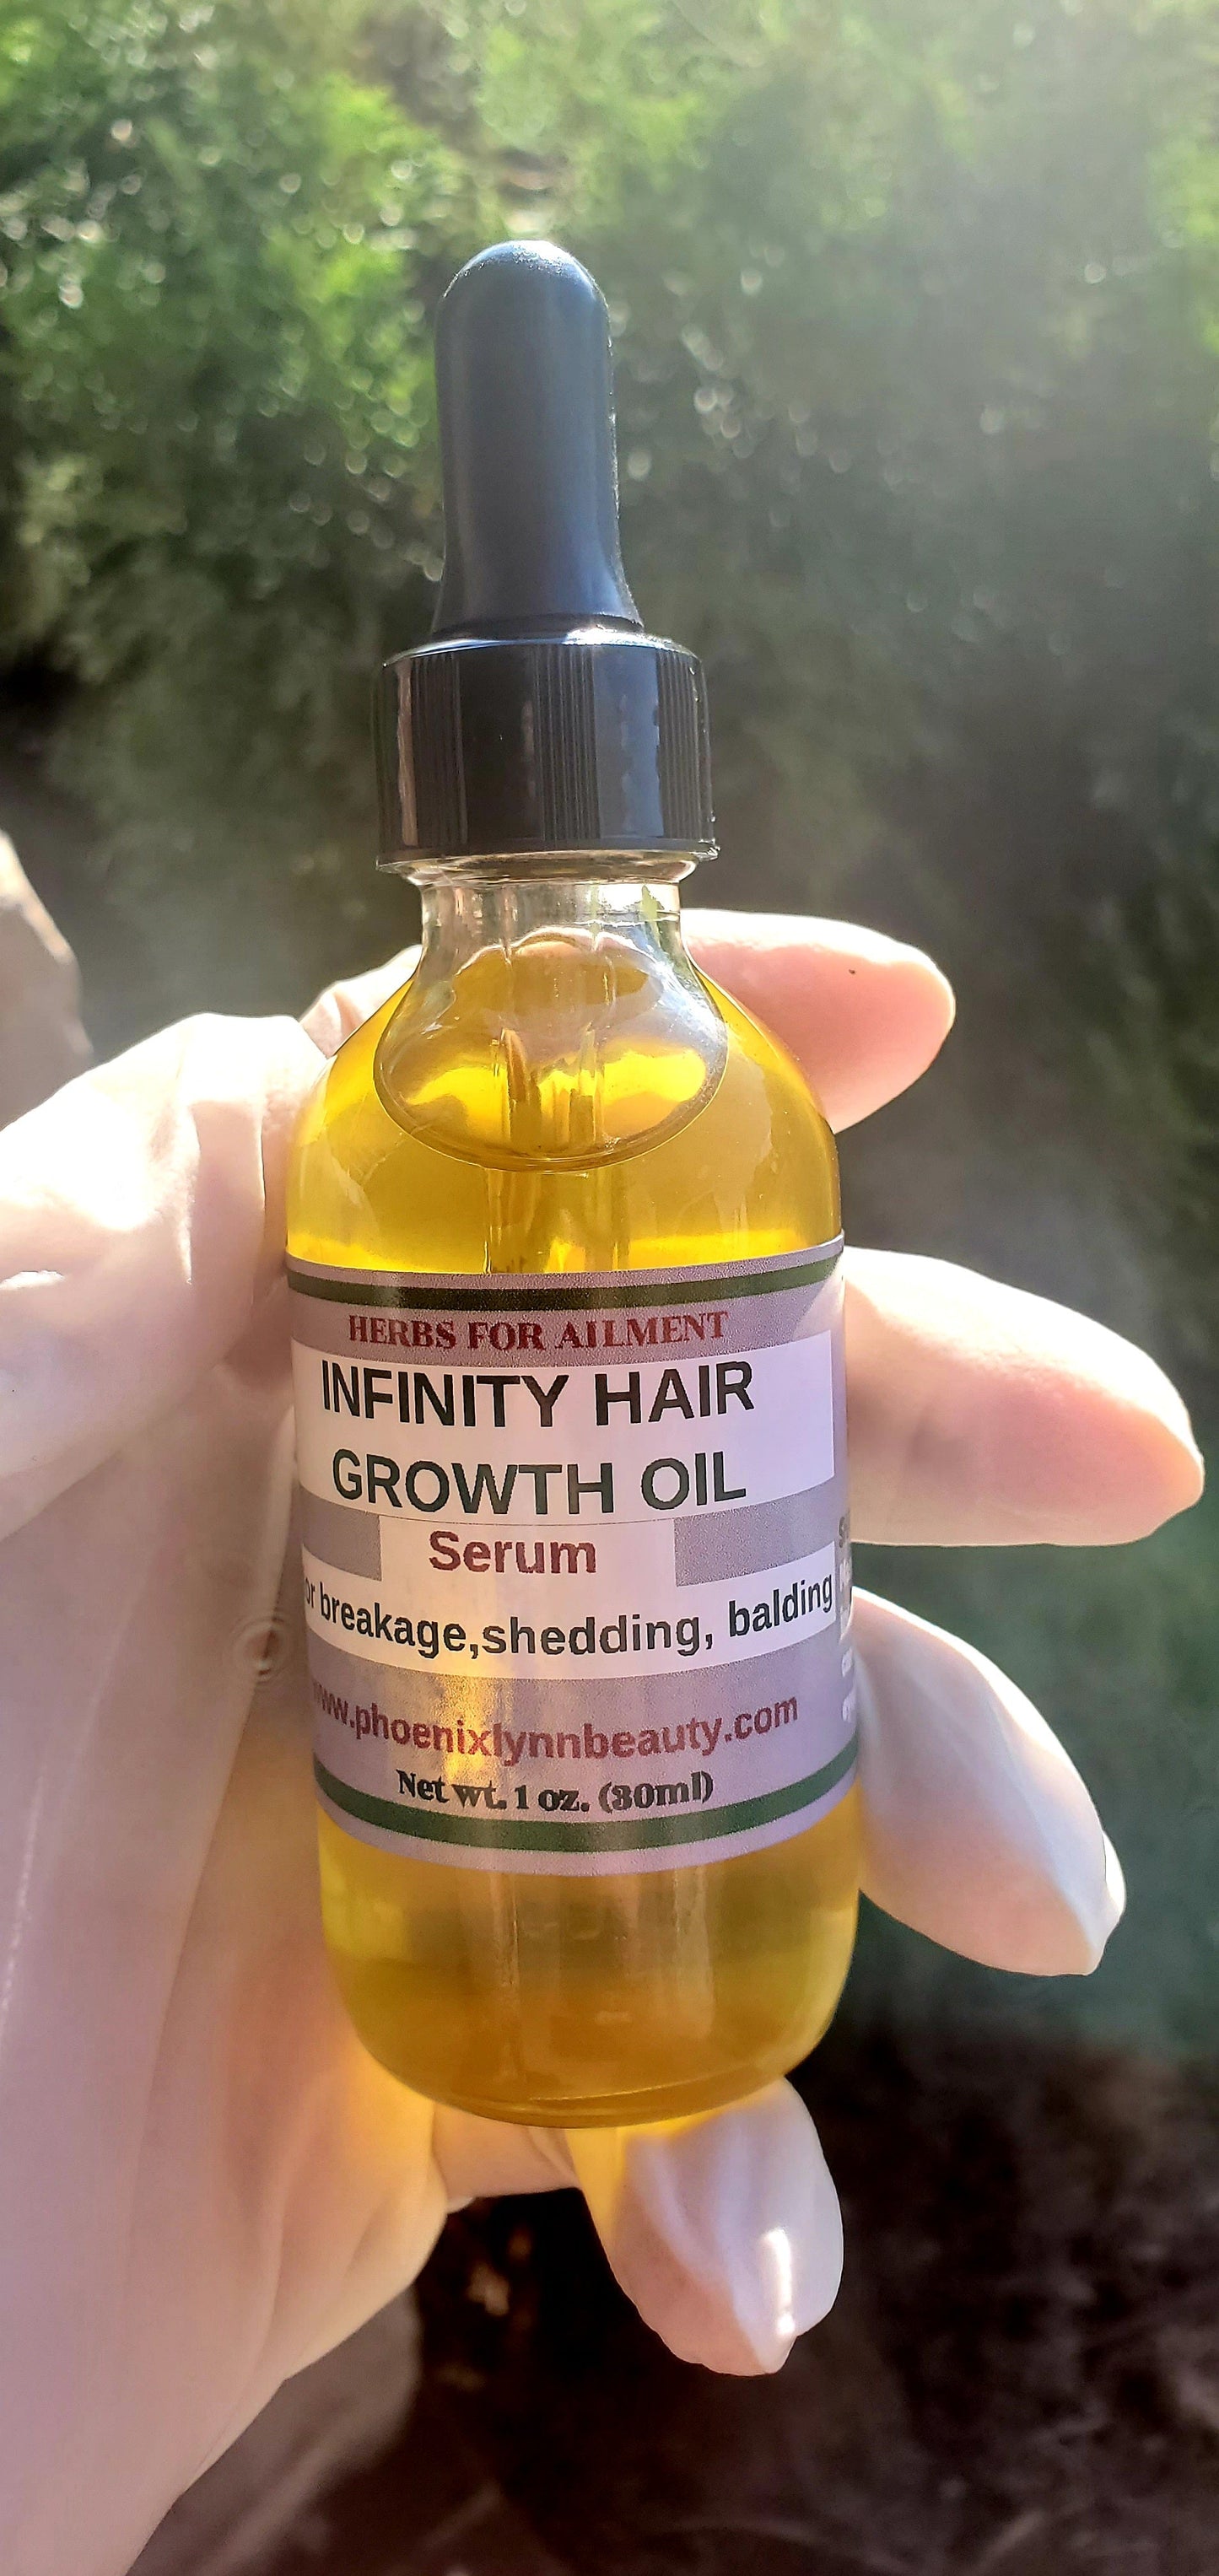 HERBS FOR AILMENT
INFINITY HAIR
GROWTH OIL
Serum
breakage,shedding, balding
www.phoenixlynnbeauty.com
Net wt. 1 oz. (30ml)